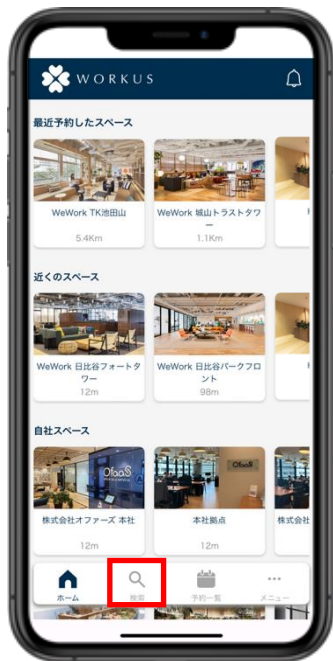 WORKUS
最近予約したスペース
WeWork TK池田山
5.4Km
WeWork 城山トラストタワ
ー
1.1Km
近くのスペース
WeWork 日比谷フォートタ
ワー
12m
WeWork 日比谷パークフロ
ント
98m
自社スペース
OfaaS
OfaaS
株式会社オファーズ 本社
12m
本社拠点
12m
株式会社
ホーム
検索
予約一覧
メニュー